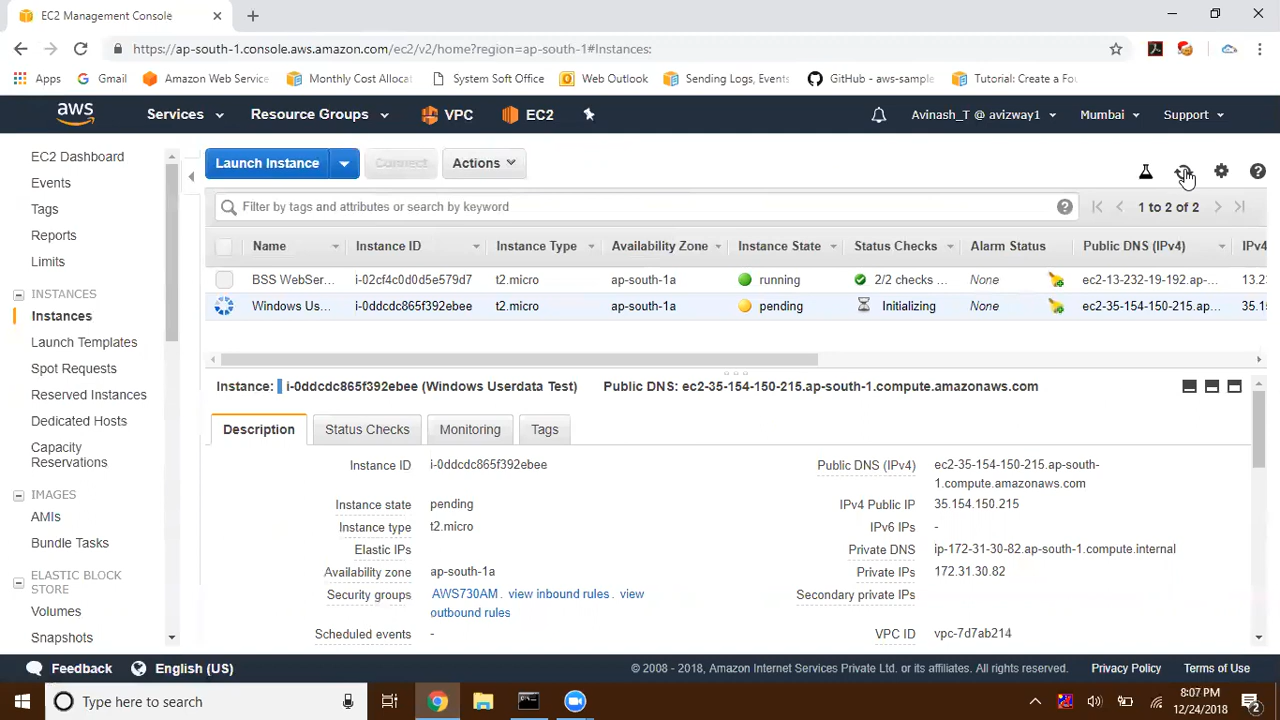 EC2 Management Console
https://ap-south-1.console.aws.amazon.com/ec2/v2/home?region=ap-south-1#Instances:
Apps Gmail Amazon Web Service Monthly Cost Allocat System Soft Office Web Outlook Sending Logs, Events GitHub - aws-sample Tutorial: Create a Fou
aws Services Resource Groups VPC EC2 Avinash_T @ avizway1 Mumbai Support
EC2 Dashboard
Events
Tags
Reports
Limits
INSTANCES
Instances
Launch Templates
Spot Requests
Reserved Instances
Dedicated Hosts
Capacity
Reservations
IMAGES
AMIs
Bundle Tasks
ELASTIC BLOCK
STORE
Volumes
Snapshots
Launch Instance Connect Actions
Filter by tags and attributes or search by keyword 1 to 2 of 2
Name Instance ID Instance Type Availability Zone Instance State Status Checks Alarm Status Public DNS (IPv4) IPv4
BSS WebSer... i-02cf4c0d0d5e579d7 t2.micro ap-south-1a running 2/2 checks ... None ec2-13-232-19-192.ap-... 13.23
Windows Us... i-0ddcdc865f392ebee t2.micro ap-south-1a pending Initializing None ec2-35-154-150-215.ap... 35.15
Instance: i-0ddcdc865f392ebee (Windows Userdata Test) Public DNS: ec2-35-154-150-215.ap-south-1.compute.amazonaws.com
Description Status Checks Monitoring Tags
Instance ID i-0ddcdc865f392ebee
Instance state pending
Instance type t2.micro
Elastic IPs
Availability zone ap-south-1a
Security groups AWS730AM. view inbound rules. view
outbound rules
Scheduled events -
Public DNS (IPv4) ec2-35-154-150-215.ap-south-
1.compute.amazonaws.com
IPv4 Public IP 35.154.150.215
IPv6 IPs -
Private DNS ip-172-31-30-82.ap-south-1.compute.internal
Private IPs 172.31.30.82
Secondary private IPs
VPC ID vpc-7d7ab214
Feedback English (US) © 2008 - 2018, Amazon Internet Services Private Ltd. or its affiliates. All rights reserved. Privacy Policy Terms of Use
Type here to search
8:07 PM
12/24/2018
2